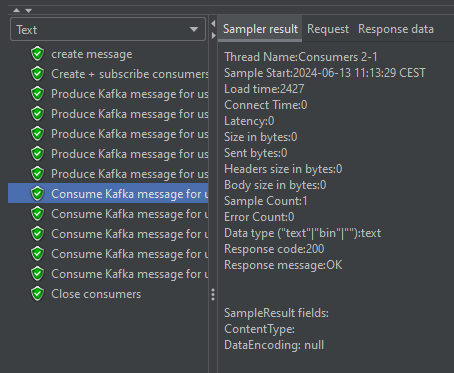 Text
create message
Create + subscribe consumers
Produce Kafka message for us
Produce Kafka message for us
Produce Kafka message for us
Produce Kafka message for us
Produce Kafka message for us
Consume Kafka message for u
Consume Kafka message for u
Consume Kafka message for u
Consume Kafka message for u
Consume Kafka message for u
Close consumers
Sampler result Request Response data
Thread Name:Consumers 2-1
Sample Start:2024-06-13 11:13:29 CEST
Load time:2427
Connect Time:0
Latency:0
Size in bytes:0
Sent bytes:0
Headers size in bytes:0
Body size in bytes:0
Sample Count:1
Error Count:0
Data type ("text"|"bin"|""):text
Response code:200
Response message:OK
SampleResult fields:
ContentType:
DataEncoding: null